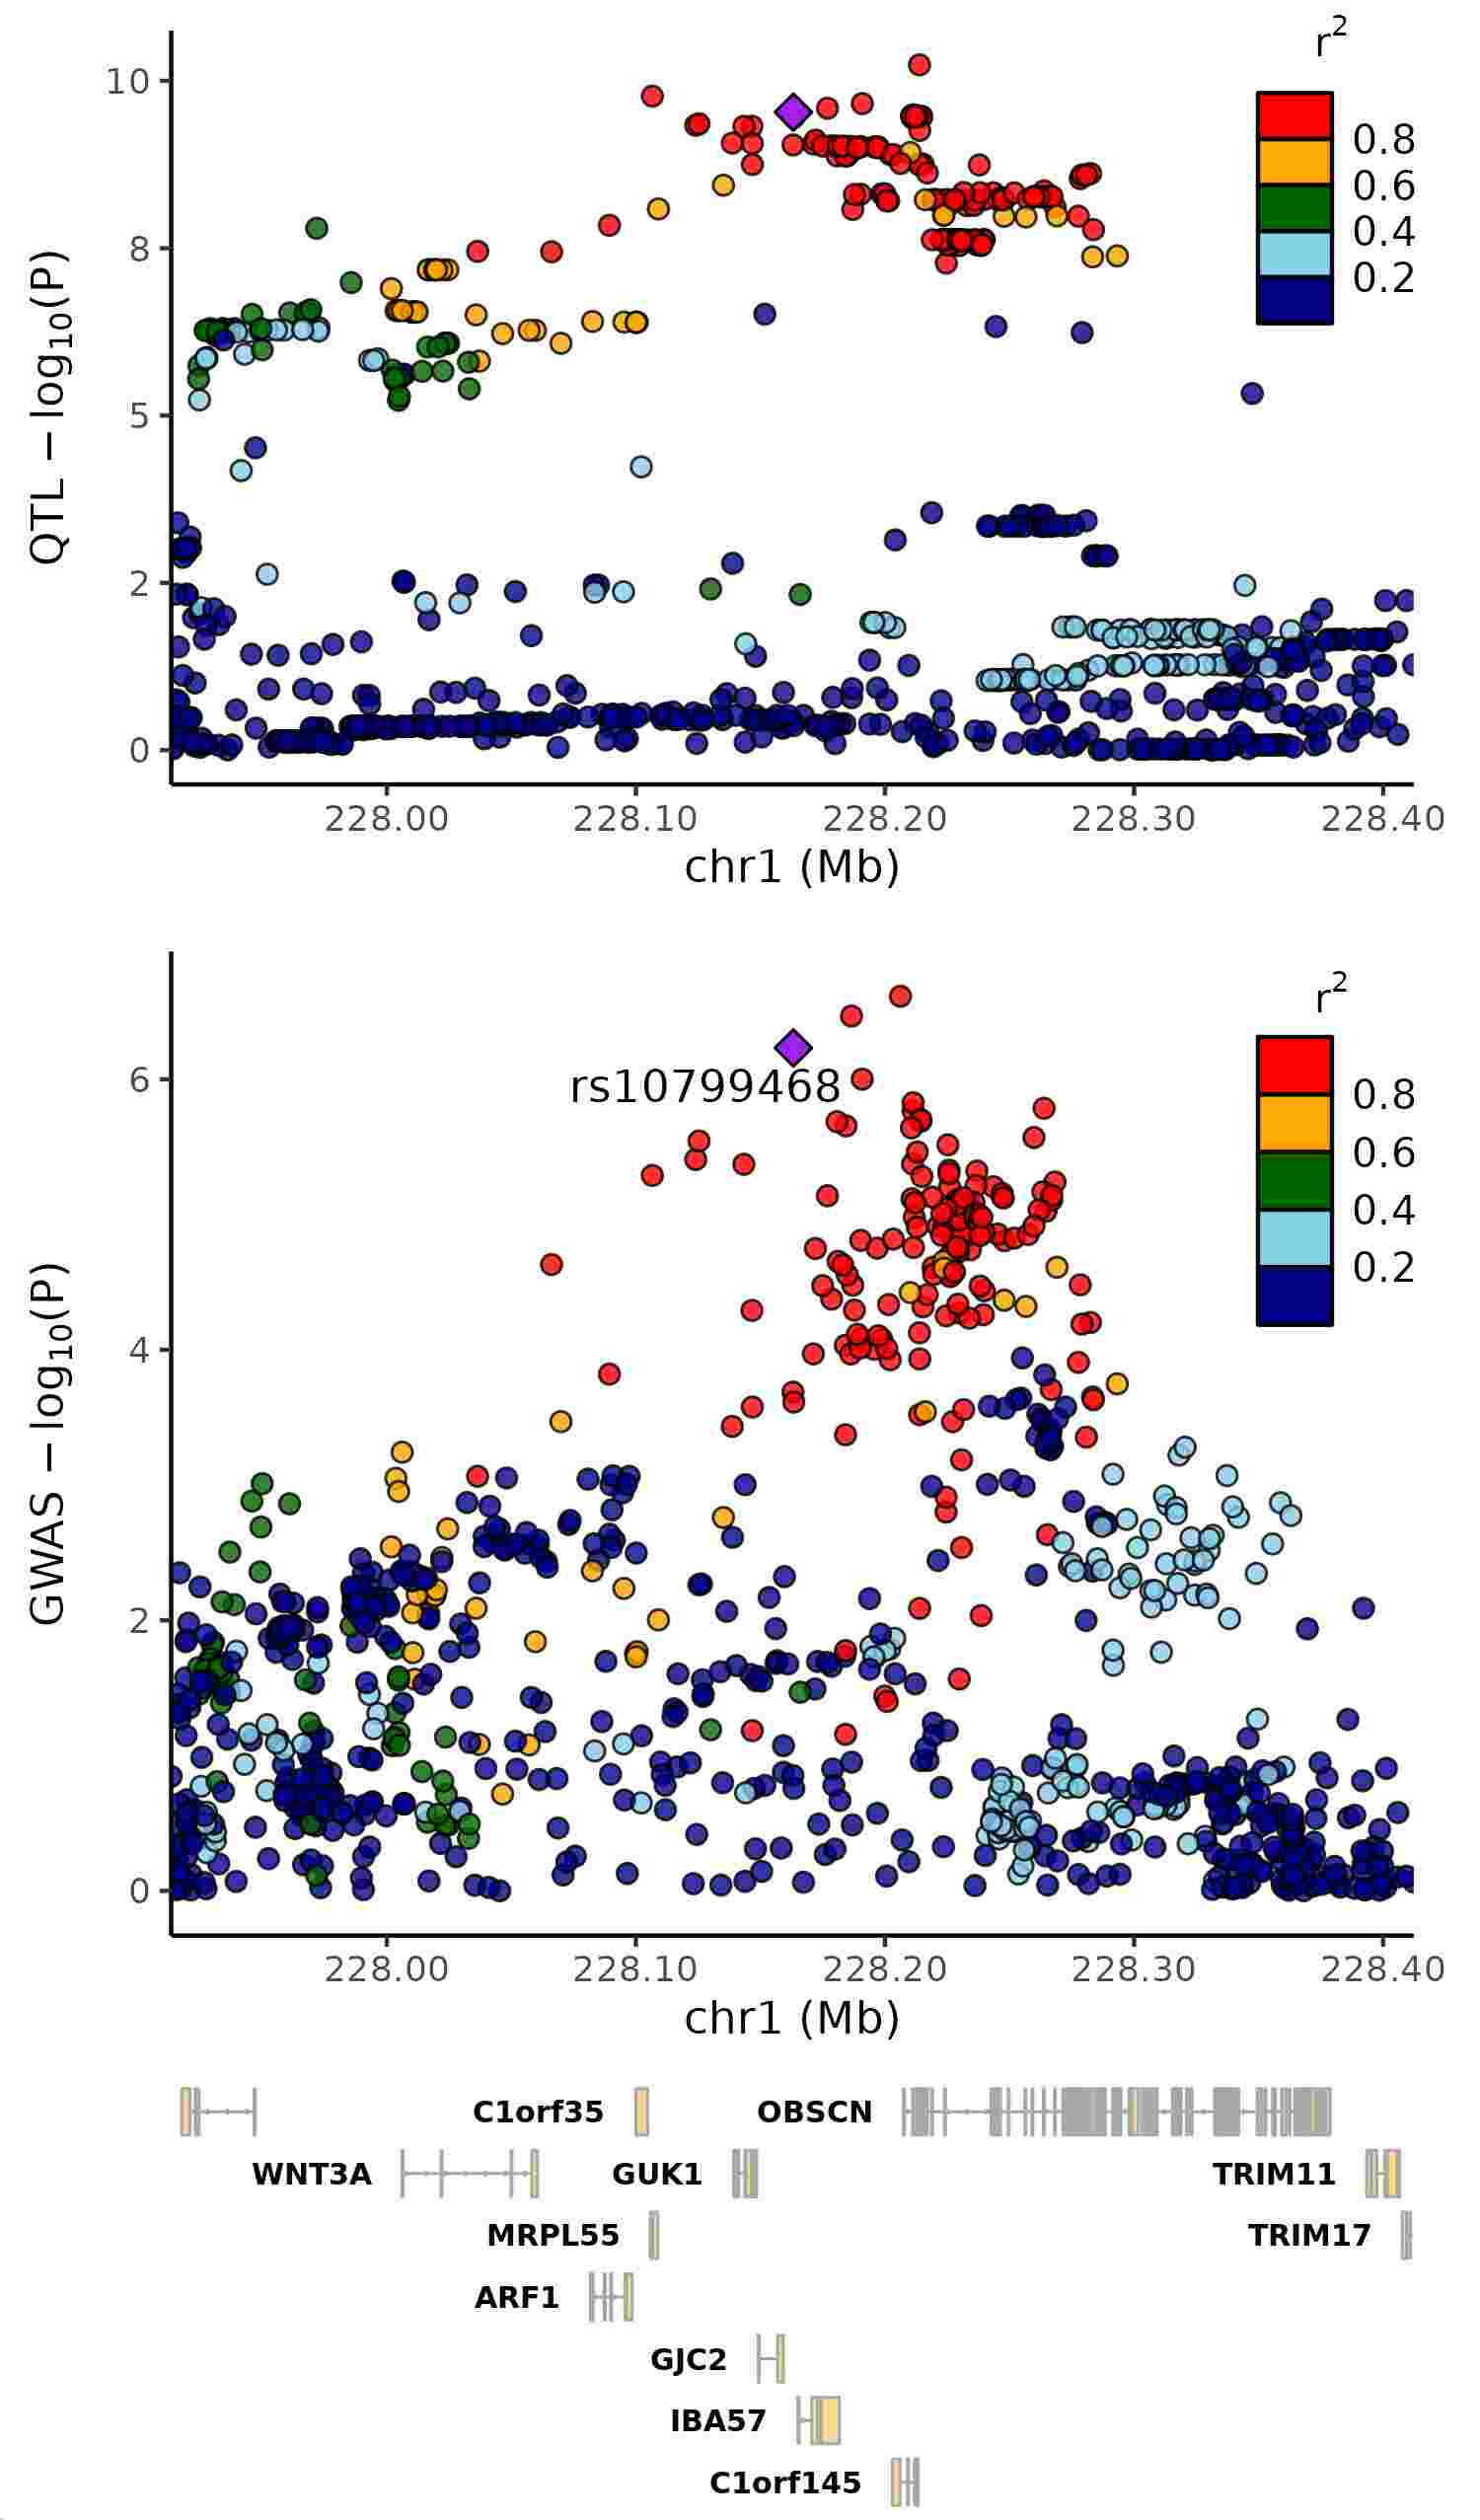 r2
10
8
5
2
0
0.8
0.6
0.4
0.2
QTL −log10(P)
228.00 228.10 228.20 228.30 228.40
chr1 (Mb)
r2
6
4
2
0
0.8
0.6
0.4
0.2
rs10799468
GWAS −log10(P)
228.00 228.10 228.20 228.30 228.40
chr1 (Mb)
C1orf35 OBSCN
WNT3A GUK1 TRIM11
MRPL55 TRIM17
ARF1
GJC2
IBA57
C1orf145